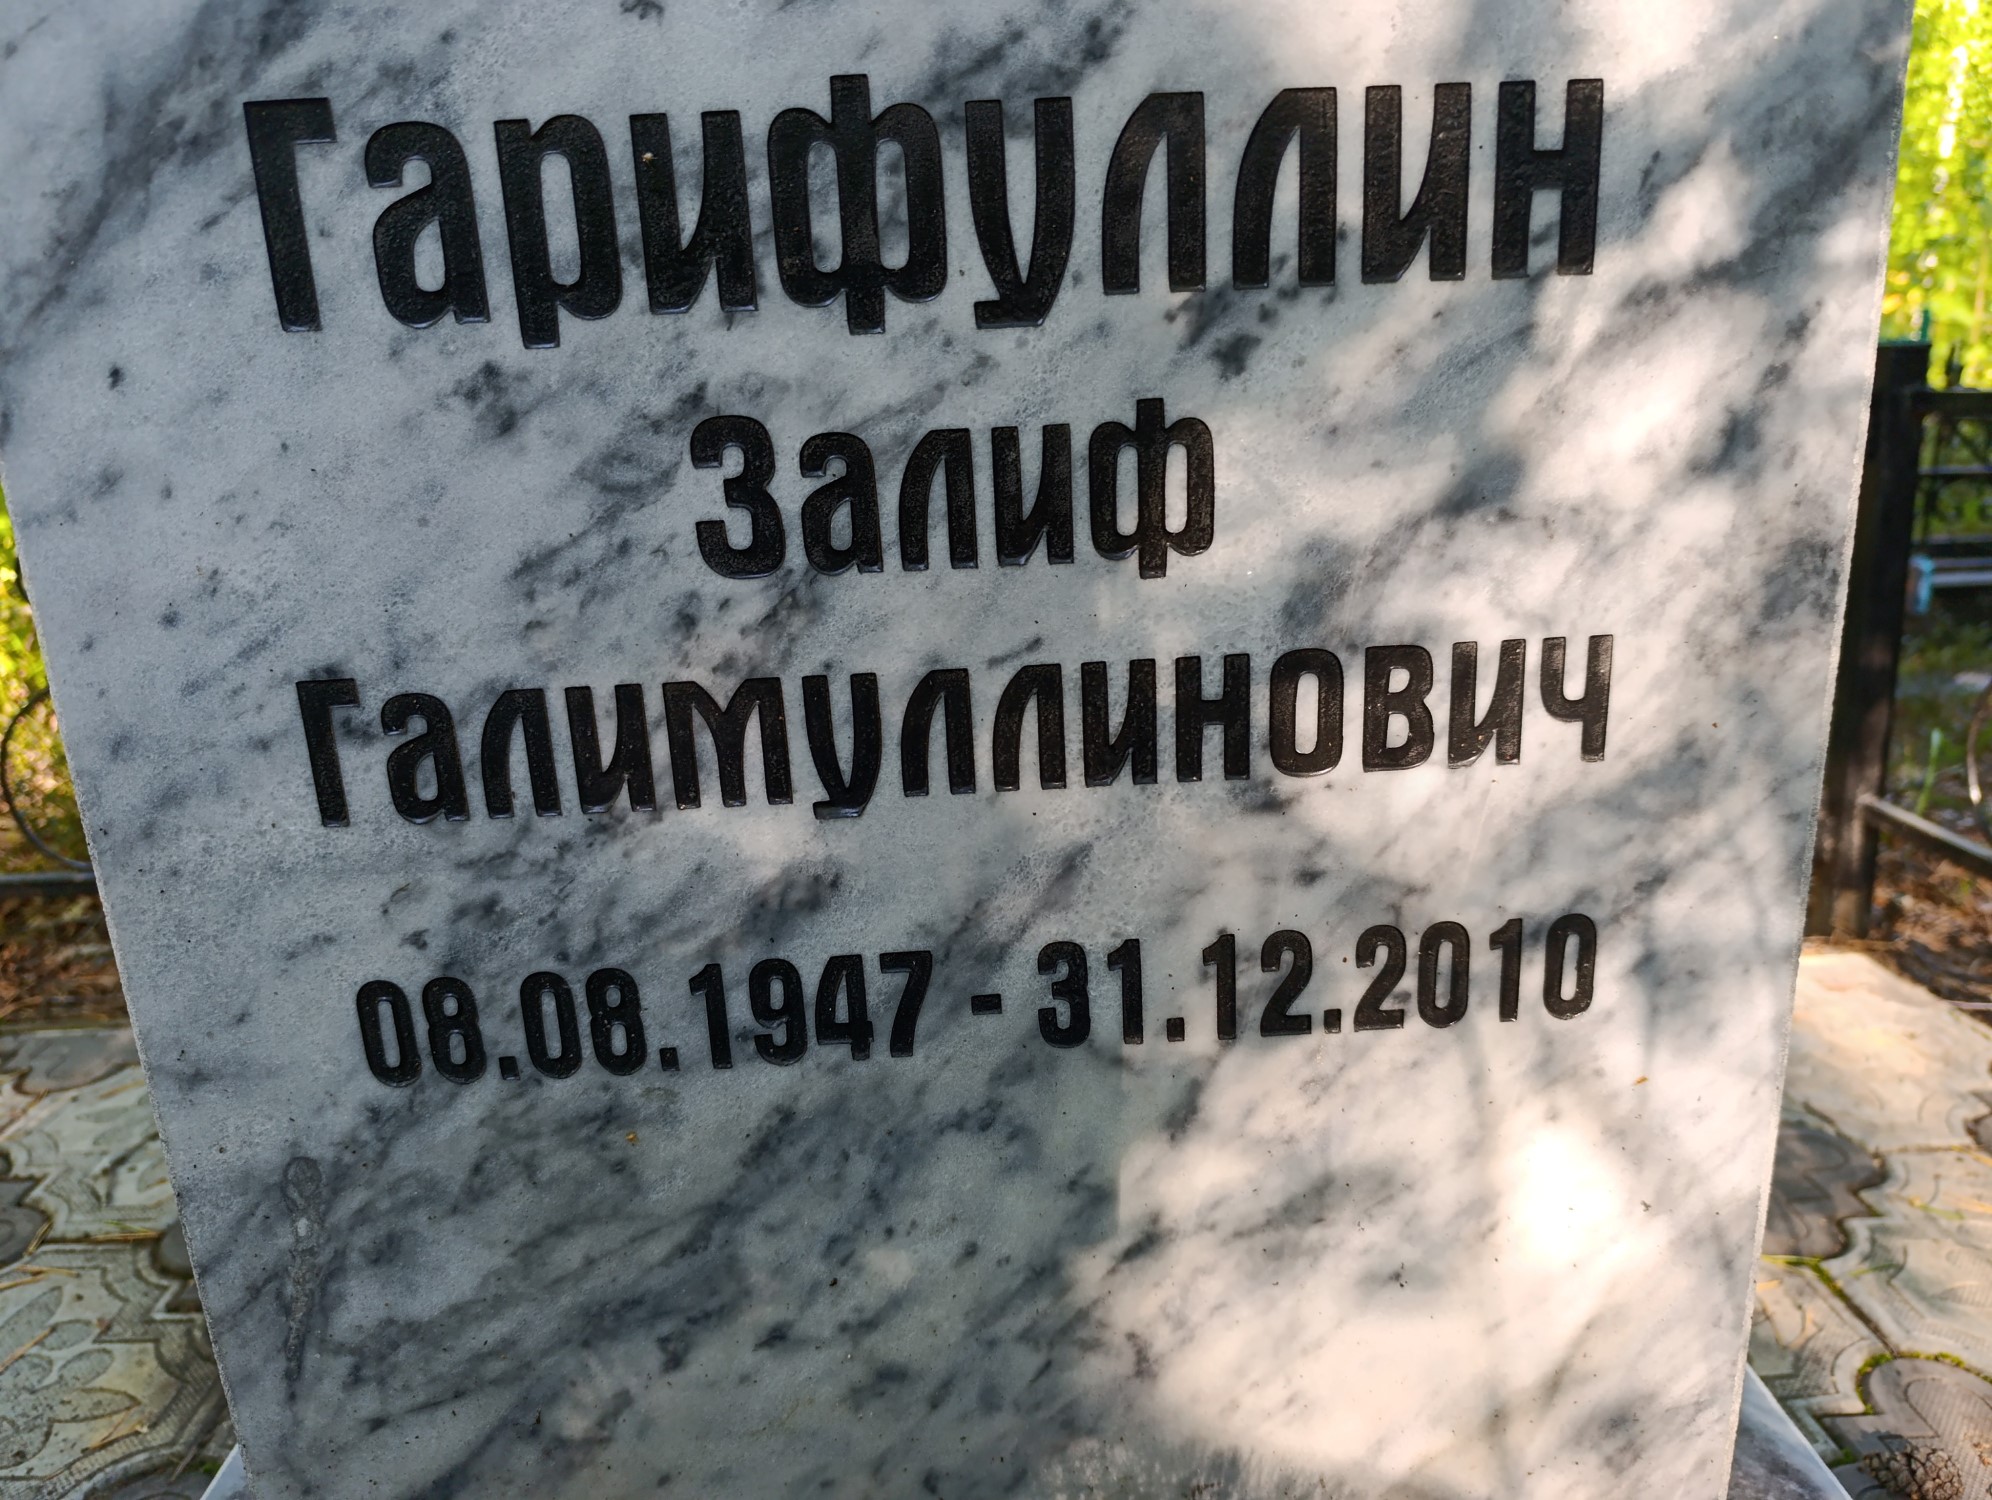 Гарифуллин
Залиф
Галимуллинович
08.08.1947 - 31.12.2010